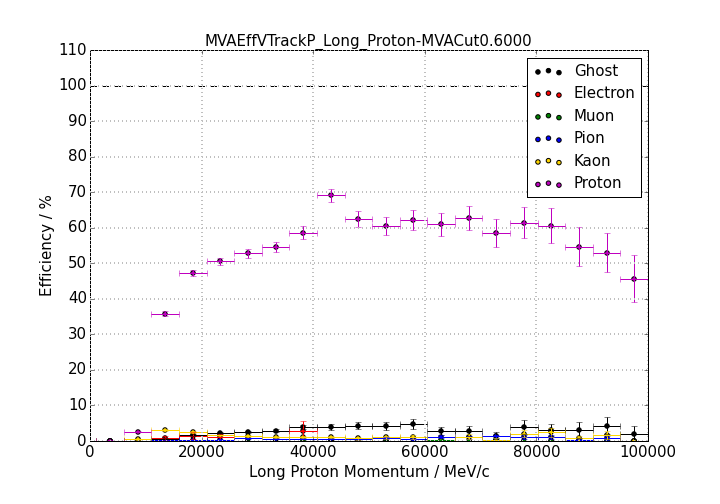 MVAEffVTrackP_Long_Proton-MVACut0.6000
110
100
90
80
70
60
50
40
30
20
10
0
Efficiency / %
Ghost
Electron
Muon
Pion
Kaon
Proton
0 20000 40000 60000 80000 100000
Long Proton Momentum / MeV/c